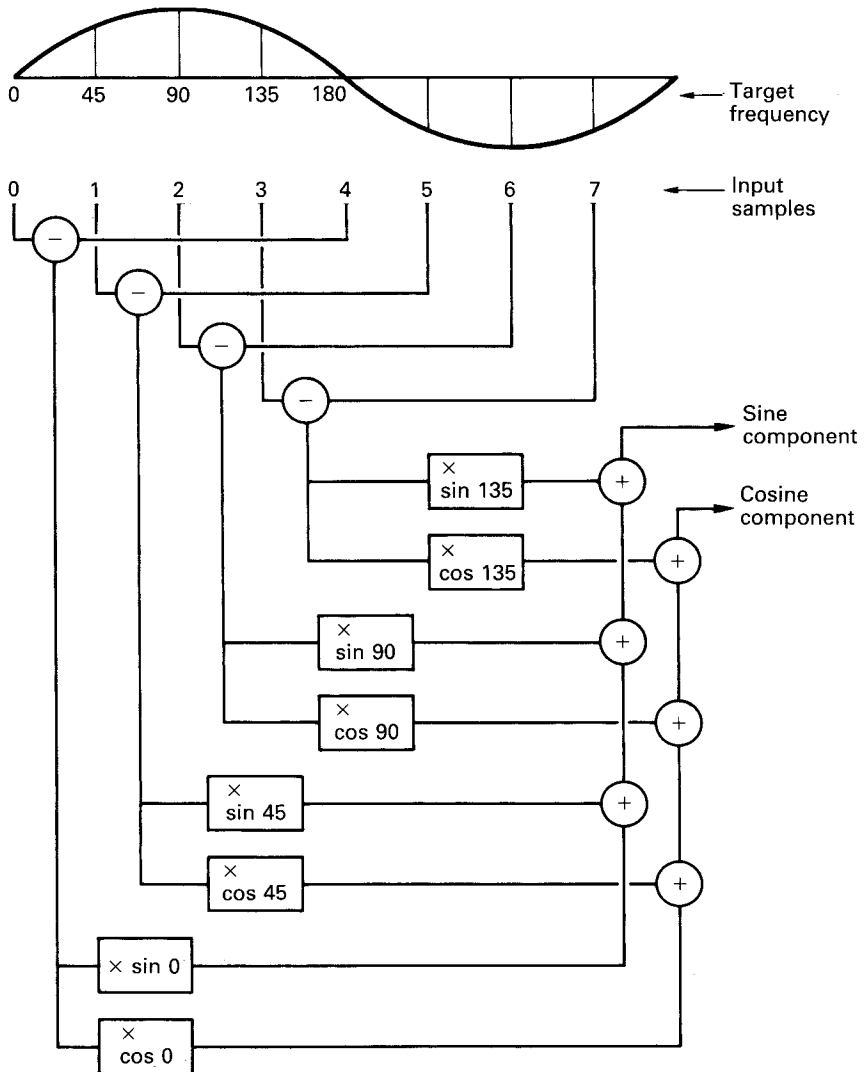 0 45 90 135 180
Target
frequency
0 1 2 3 4 5 6 7
Input
samples
−
−
−
−
Sine
component
×
sin 135
+
Cosine
component
×
cos 135
+
×
sin 90
+
×
cos 90
+
×
sin 45
+
×
cos 45
+
× sin 0
×
cos 0